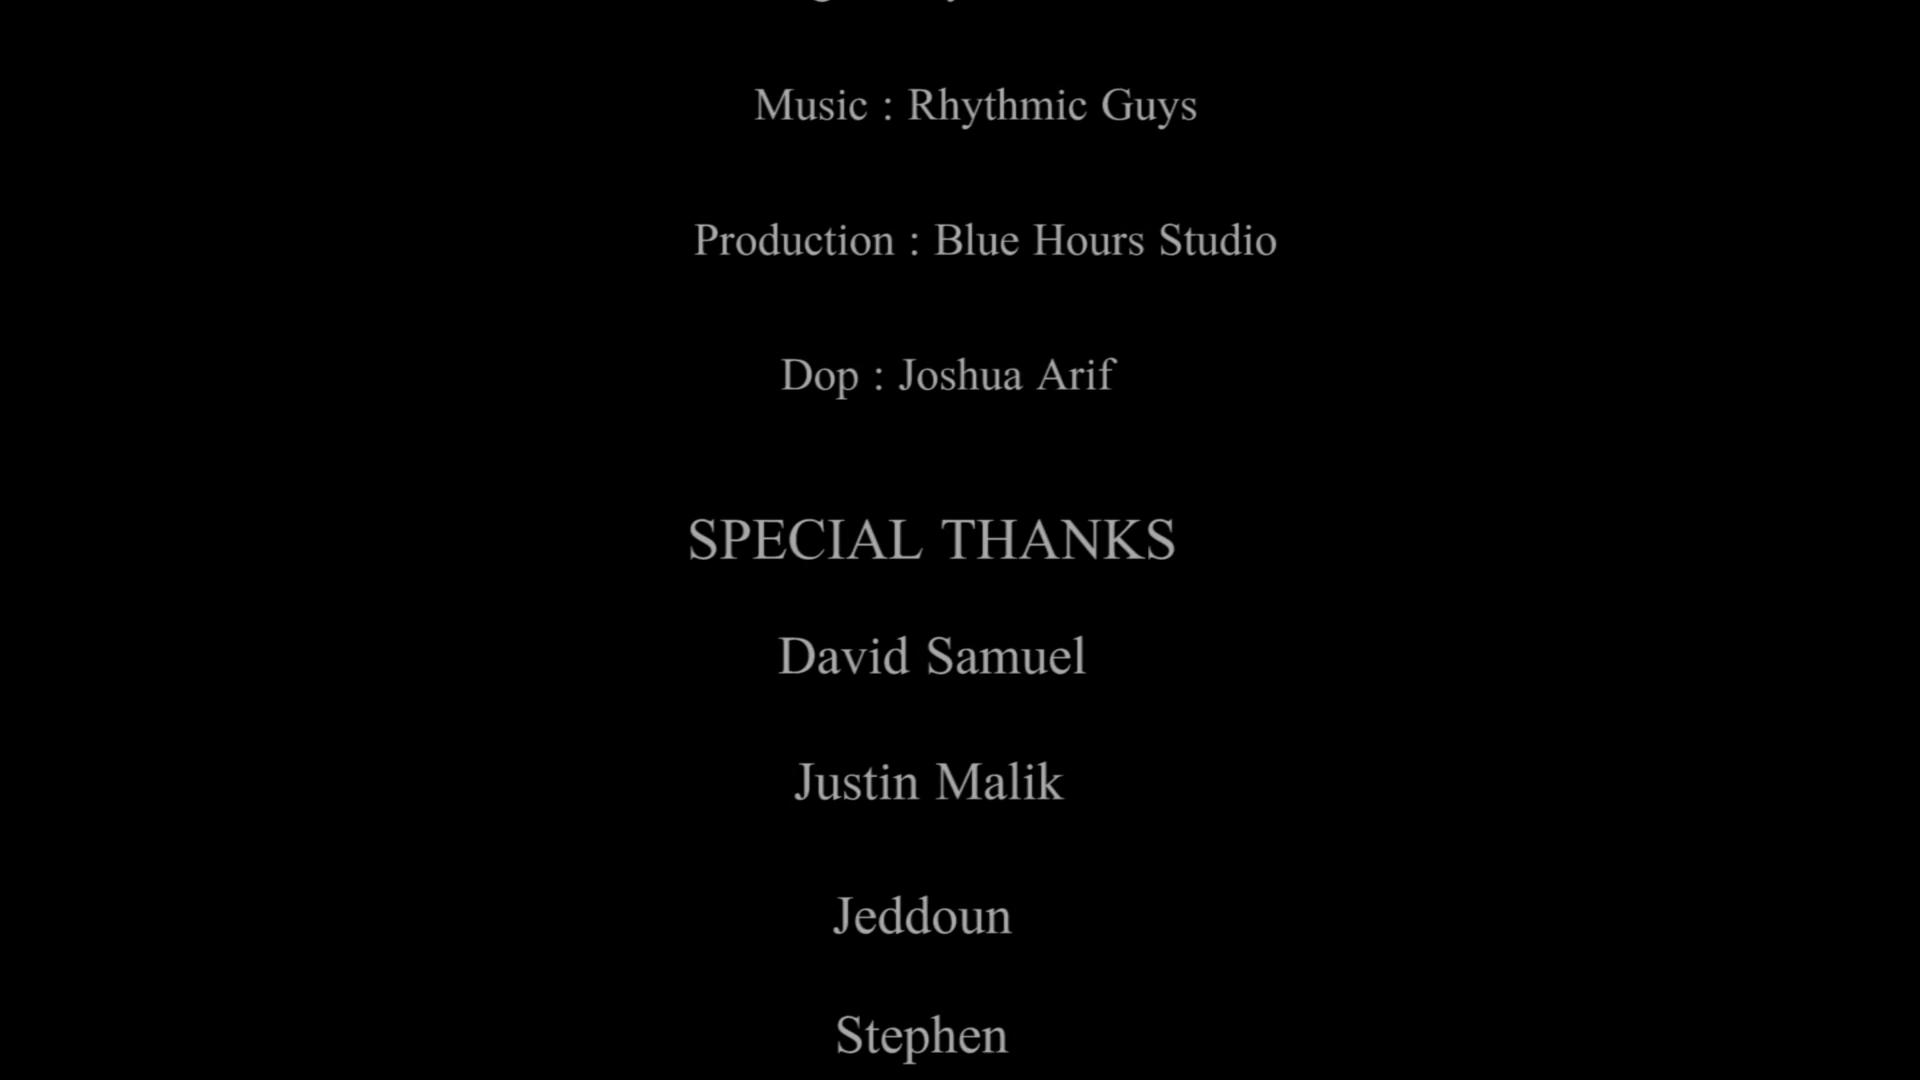 Music : Rhythmic Guys
Production : Blue Hours Studio
Dop : Joshua Arif
SPECIAL THANKS
David Samuel
Justin Malik
Jeddoun
Stephen